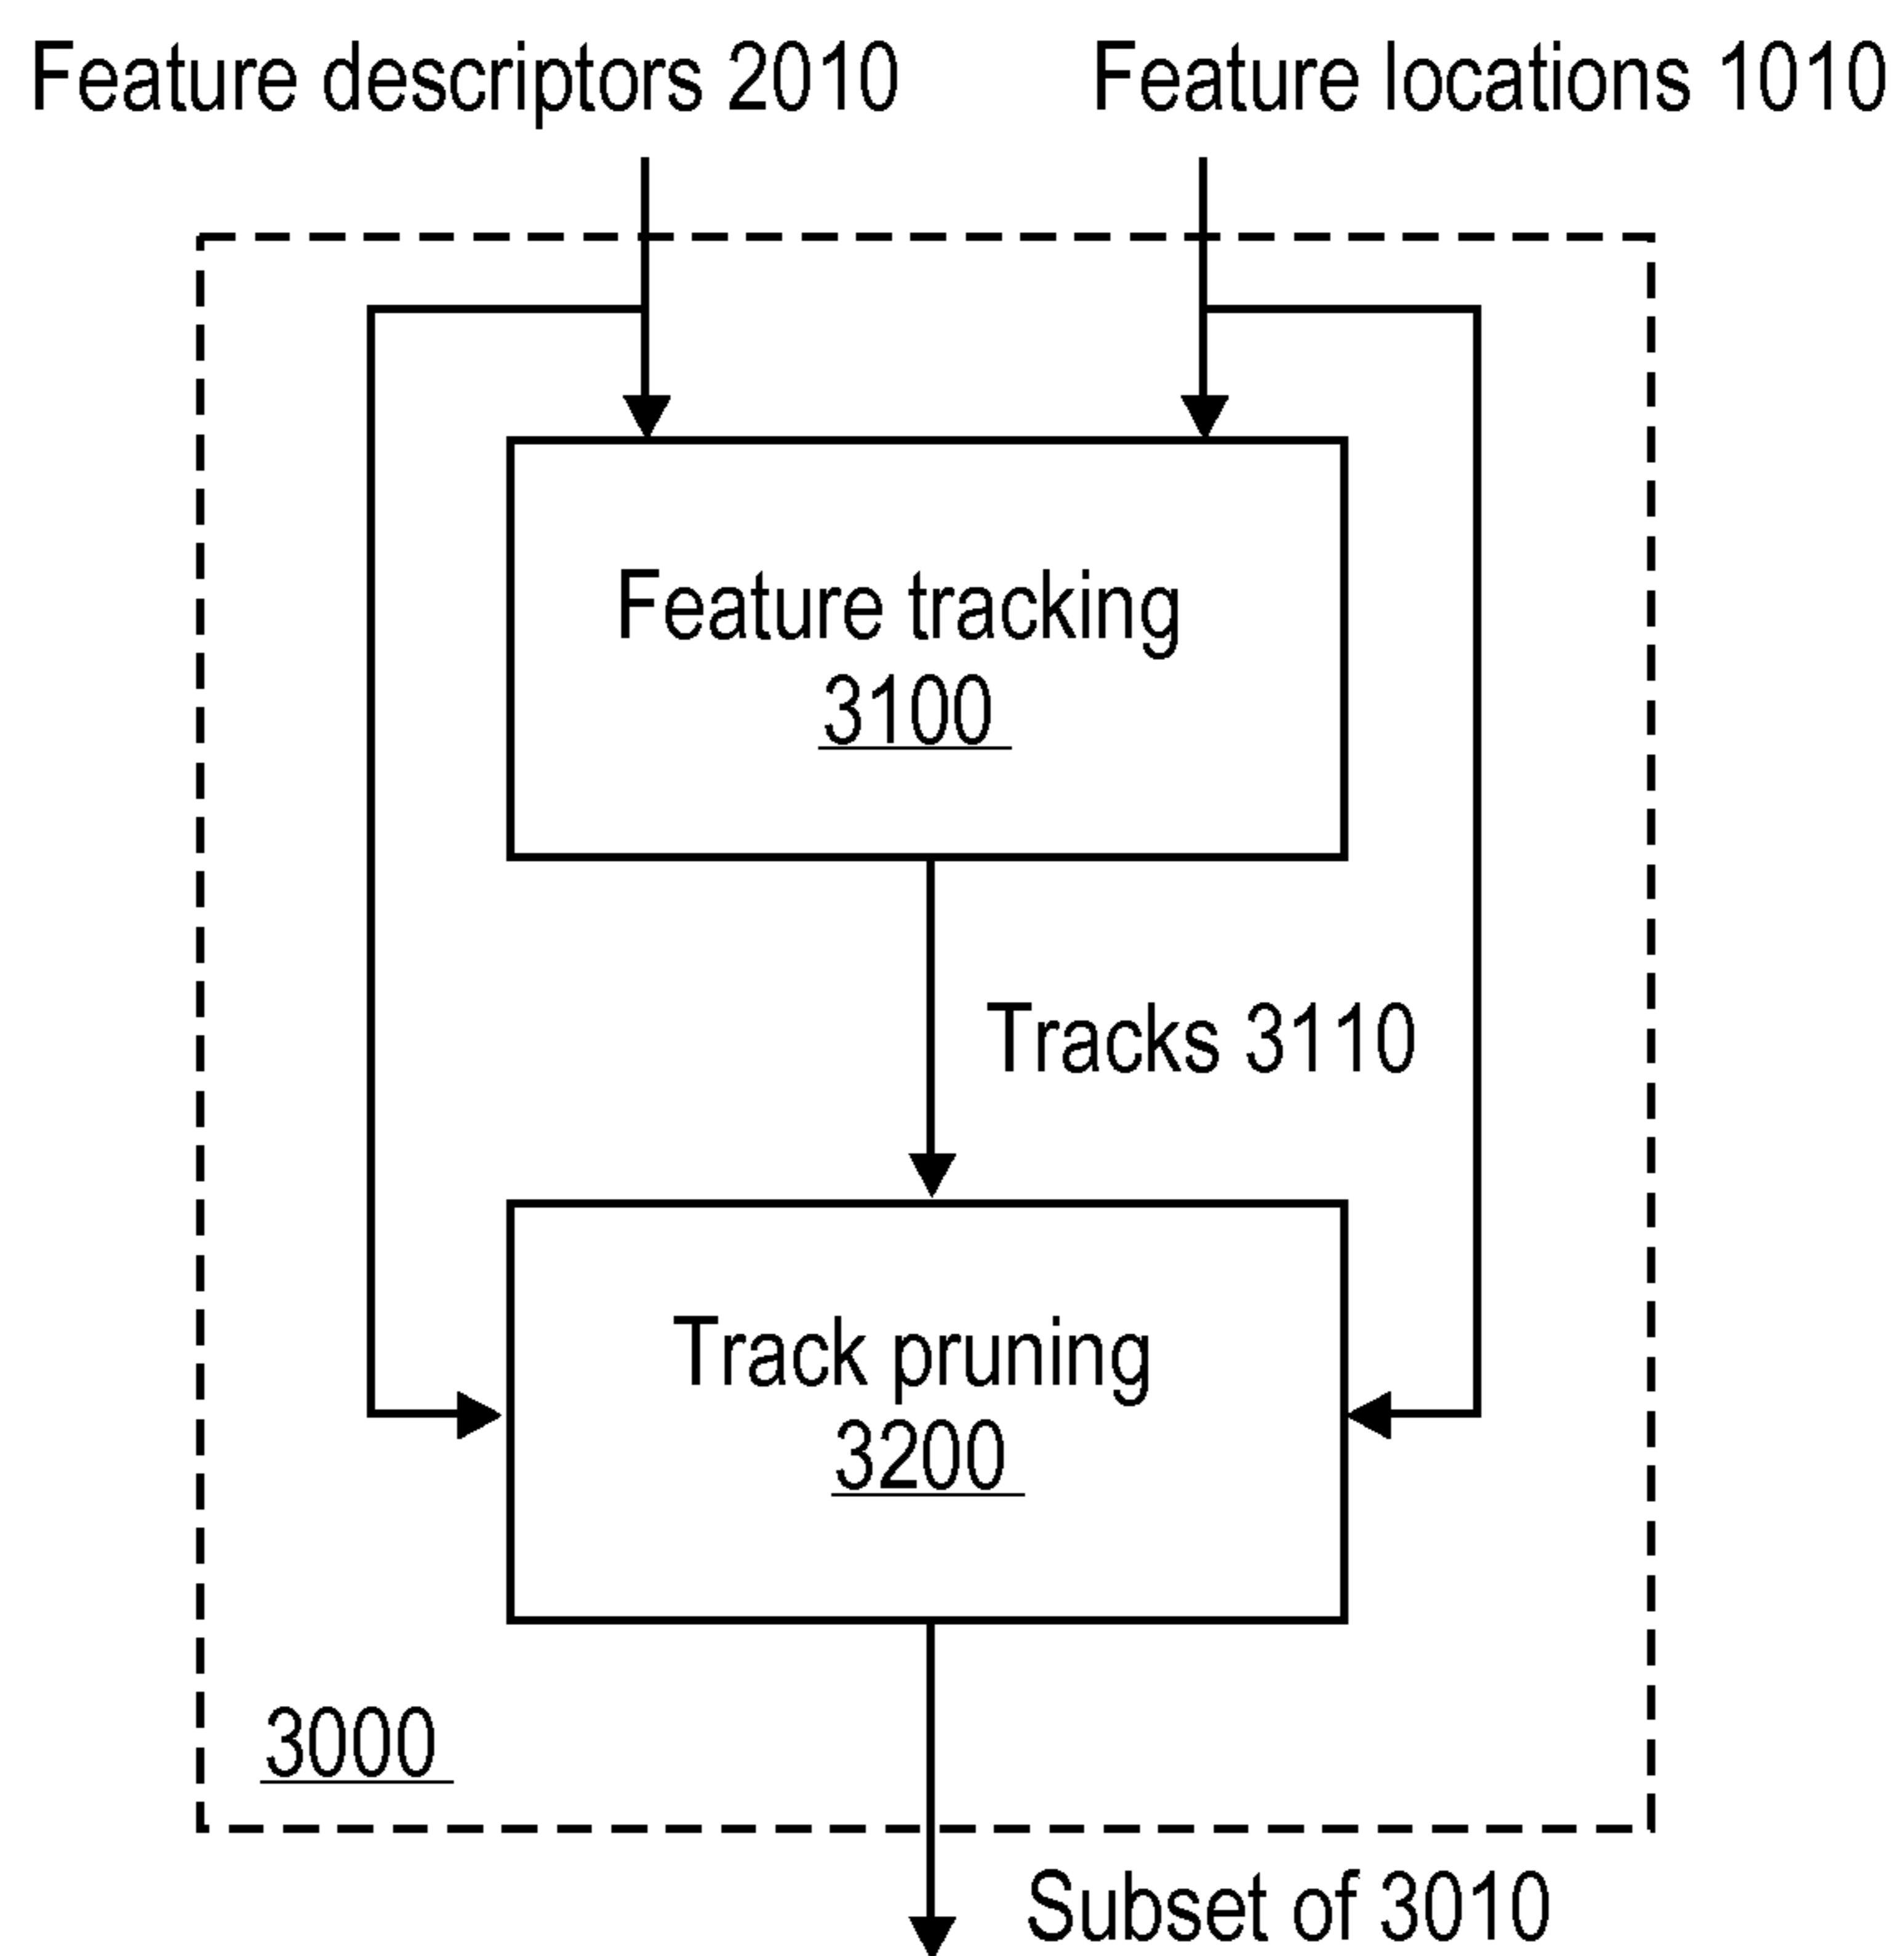 Feature descriptors 2010
Feature locations 1010
Feature tracking
3100
Tracks 3110
Track pruning
3200
3000
Subset of 3010